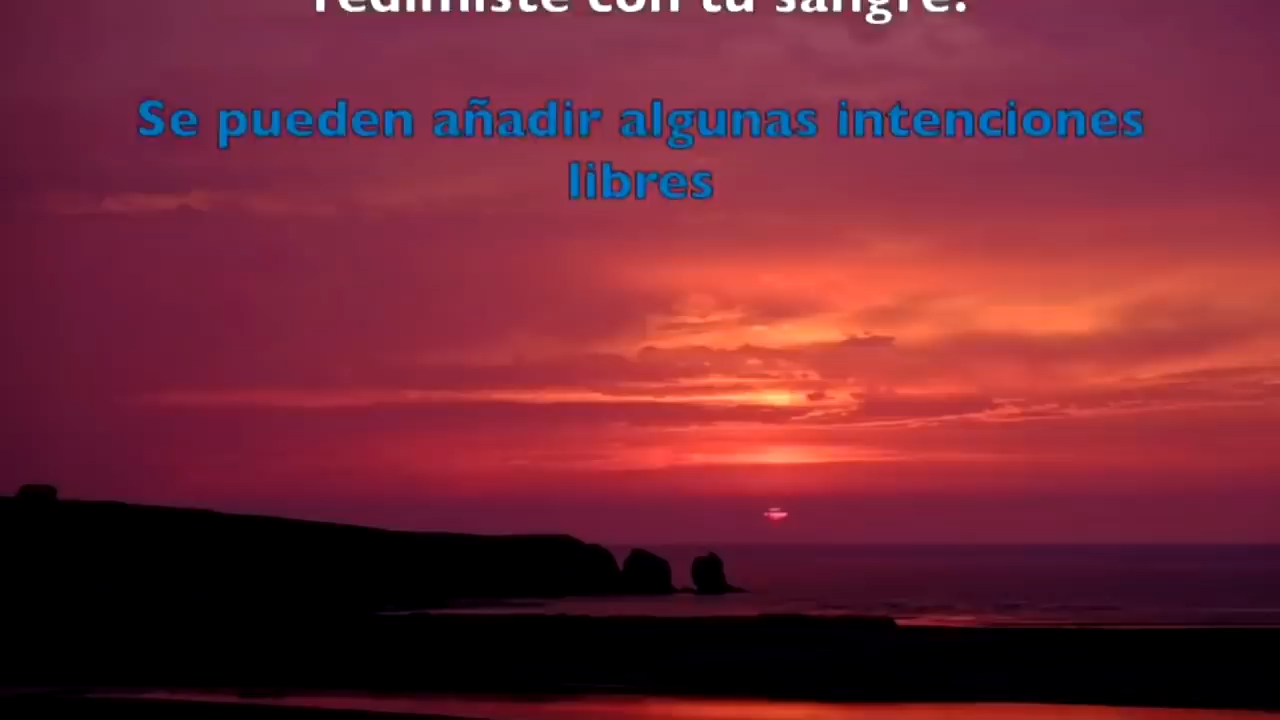 redimiste con tu sangre.
Se pueden añadir algunas intenciones
libres